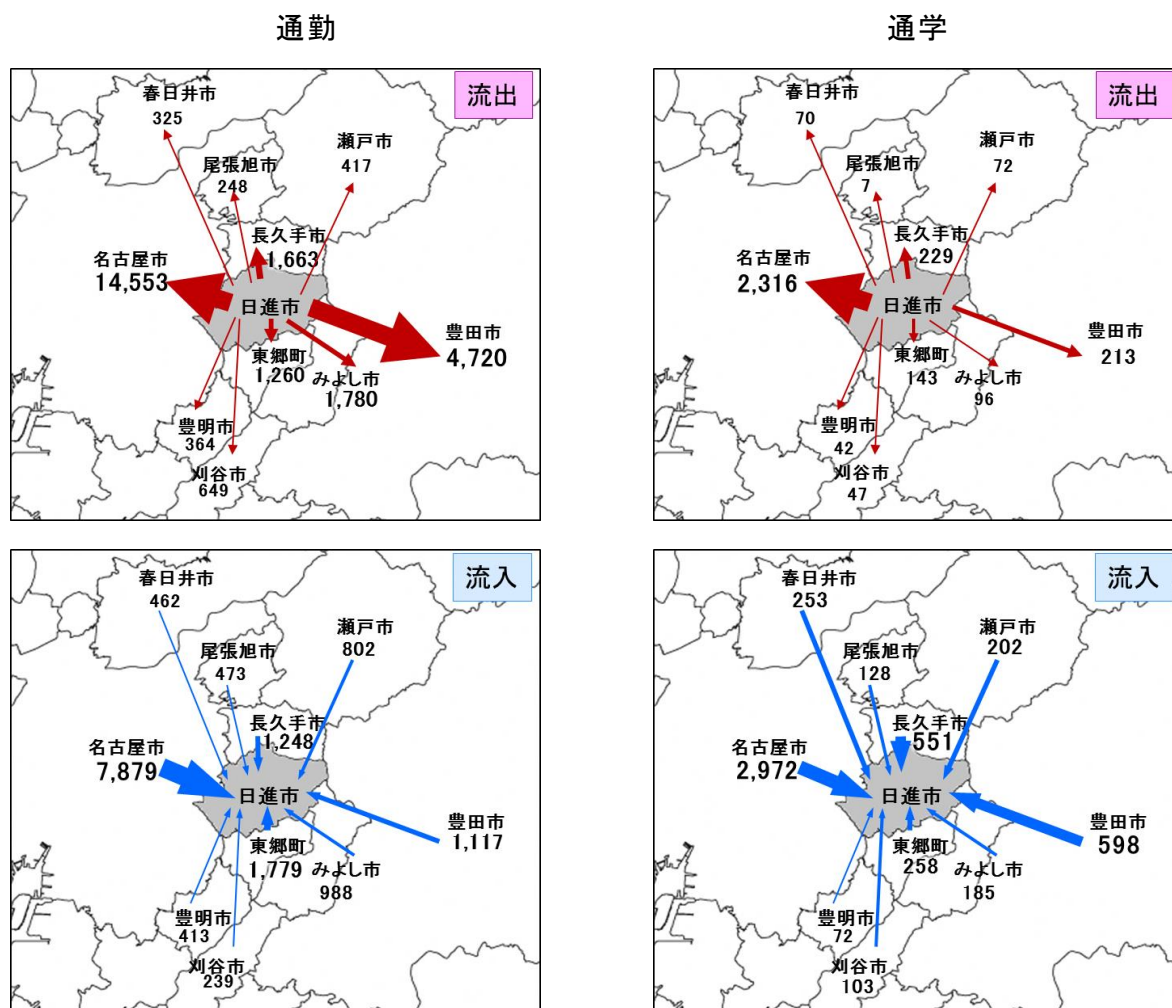 通勤
通学
流出
春日井市
325
瀬戸市
417
尾張旭市
248
長久手市
1,663
名古屋市
14,553
日進市
豊田市
4,720
東郷町
1,260
みよし市
1,780
豊明市
364
刈谷市
649
流出
春日井市
70
瀬戸市
72
尾張旭市
7
長久手市
229
名古屋市
2,316
日進市
豊田市
213
東郷町
143
みよし市
96
豊明市
42
刈谷市
47
流入
春日井市
462
瀬戸市
802
尾張旭市
473
長久手市
1,248
名古屋市
7,879
日進市
豊田市
1,117
東郷町
1,779
みよし市
988
豊明市
413
刈谷市
239
流入
春日井市
253
瀬戸市
202
尾張旭市
128
長久手市
551
名古屋市
2,972
日進市
豊田市
598
東郷町
258
みよし市
185
豊明市
72
刈谷市
103